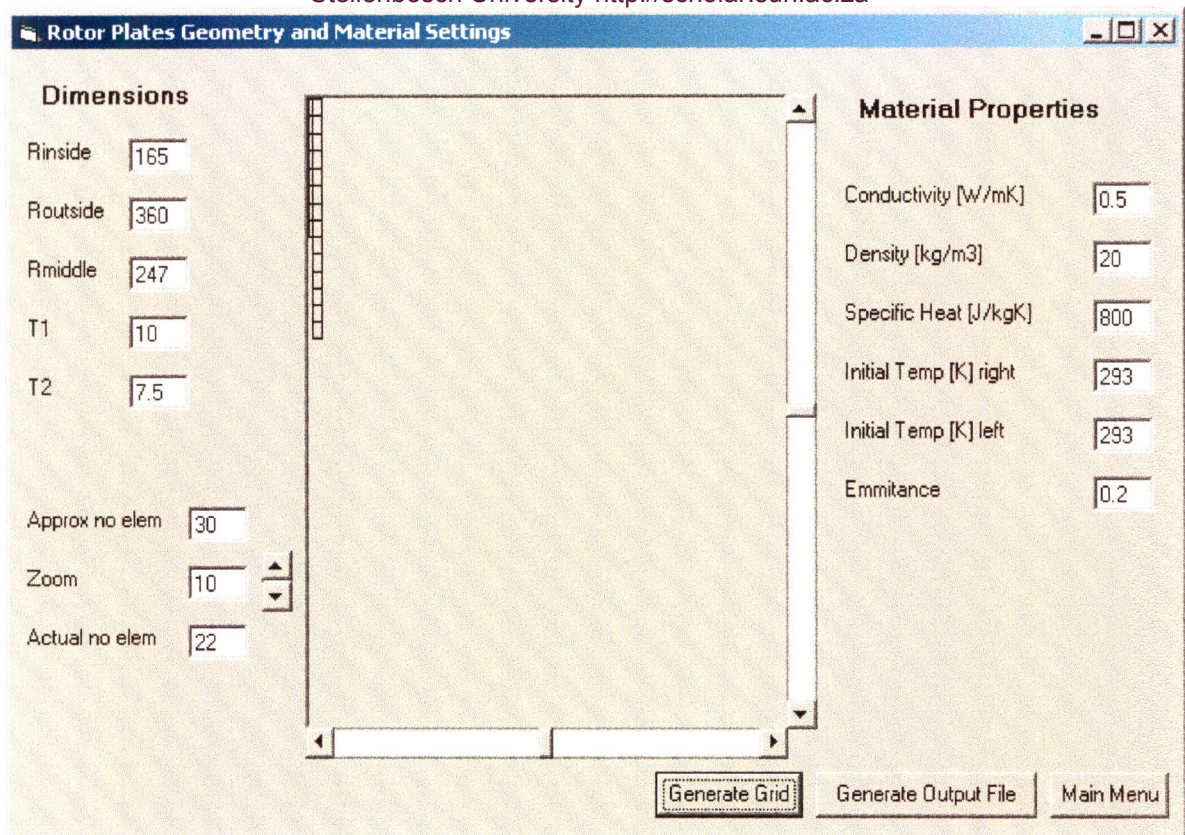 Stellenbosch University http://scholar.sun.ac.za
Rotor Plates Geometry and Material Settings
Dimensions
Rinside 165
Routside 360
Rmiddle 247
T1 10
T2 7.5
Approx no elem 30
Zoom 10
Actual no elem 22
Material Properties
Conductivity [W/mK] 0.5
Density [kg/m3] 20
Specific Heat [J/kgK] 800
Initial Temp [K] right 293
Initial Temp [K] left 293
Emmitance 0.2
Generate Grid
Generate Output File
Main Menu